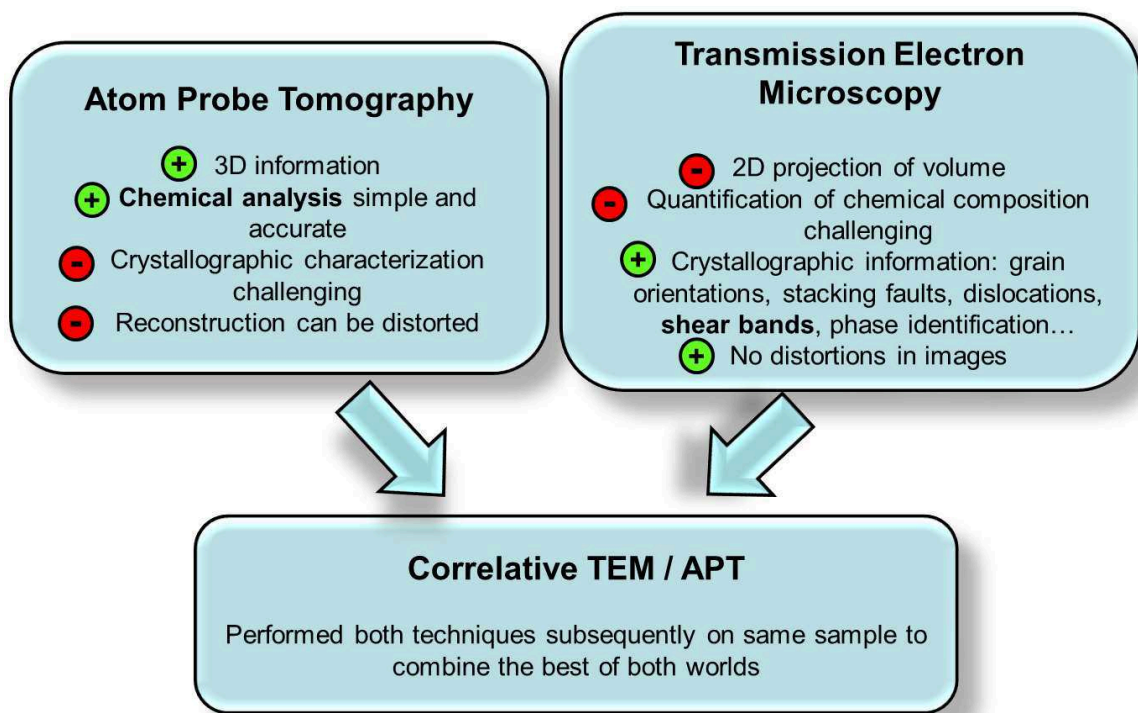 Atom Probe Tomography
+ 3D information
+ Chemical analysis simple and
accurate
- Crystallographic characterization
challenging
- Reconstruction can be distorted
Transmission Electron
Microscopy
- 2D projection of volume
- Quantification of chemical composition
challenging
+ Crystallographic information: grain
orientations, stacking faults, dislocations,
shear bands, phase identification…
+ No distortions in images
Correlative TEM / APT
Performed both techniques subsequently on same sample to
combine the best of both worlds